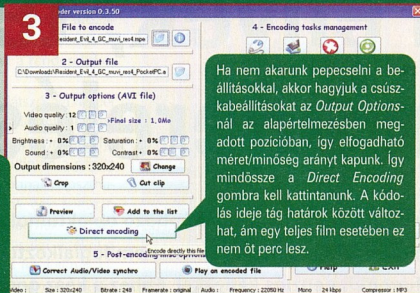 3
oder version 0.3.50
File to encode
esident_Evil_4_GC_muvi_res4.mpe
2 - Output file
C:\Downloads\Resident_Evil_4_GC_muvi_res4_PocketPC.a
3 - Output options (AVI file)
Video quality: 12
Audio quality: 1
>Final size : 1,0Mo
Brightness: + 0% Saturation: + 0%
Sound: + 0% Contrast + 0%
Output dimensions : 320x240 Change
Crop Cut clip
Preview Add to the list
Direct encoding
Encode directly this file
4 - Encoding tasks management
Ha nem akarunk pepecselni a be-
állításokkal, akkor hagyjuk a csúsz-
kabeállításokat az Output Options-
nál az alapértelmezésben meg-
adott pozícióban, így elfogadható
méret/minőség arányt kapunk. Így
mindössze a Direct Encoding
gombra kell kattintanunk. A kódo-
lás ideje tág határok között változ-
hat, ám egy teljes film esetében ez
nem öt perc lesz.
5 - Post-encoding misc options
Correct Audio/Video synchro Play an encoded file Help
Size : 320x240 Bitrate : 248 Framerate : original Audio : Frequency : 22050 Hz Mono 24 kbps Compressor : MP3